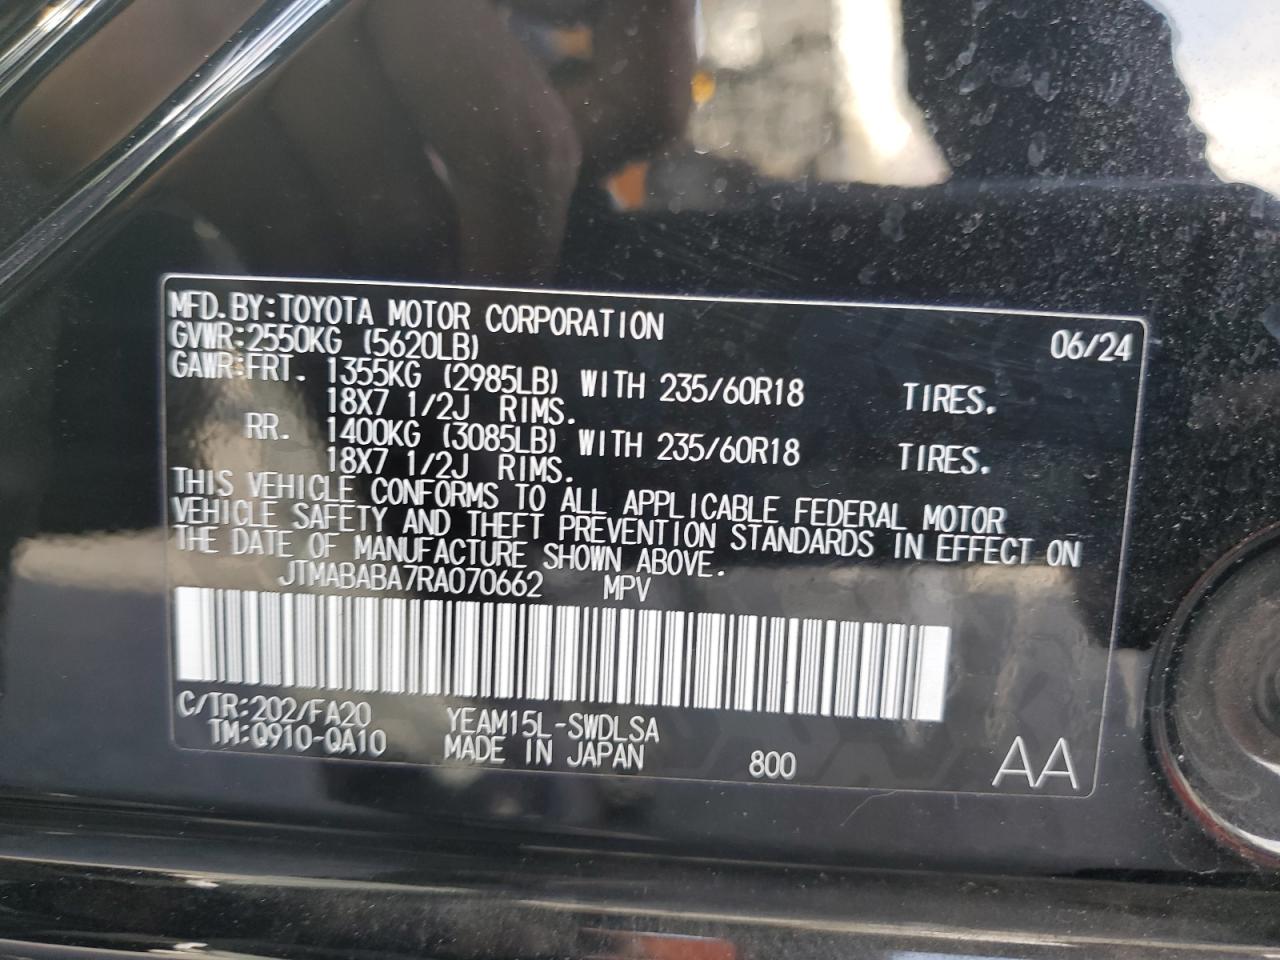 MFD.BY:TOYOTA MOTOR CORPORATION 06/24
GVWR:2550KG (5620LB)
GAWR:FRT. 1355KG (2985LB) WITH 235/60R18 TIRES.
18X7 1/2J RIMS.
RR. 1400KG (3085LB) WITH 235/60R18 TIRES.
18X7 1/2J RIMS.
THIS VEHICLE CONFORMS TO ALL APPLICABLE FEDERAL MOTOR
VEHICLE SAFETY AND THEFT PREVENTION STANDARDS IN EFFECT ON
THE DATE OF MANUFACTURE SHOWN ABOVE.
JTMABABA7RA070662 MPV
C/TR:202/FA20 YEAM15L-SWDLSA
TM:Q910-QA10 MADE IN JAPAN 800 AA